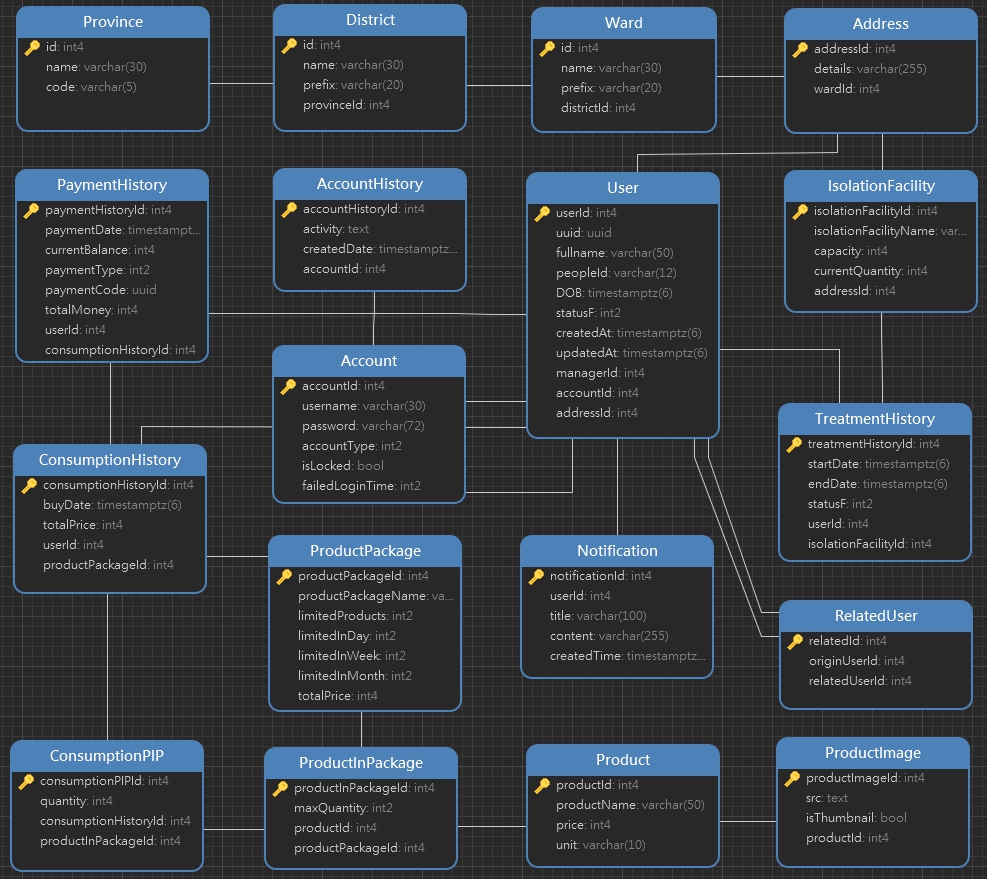 Province
id: int4
name: varchar(30)
code: varchar(5)
District
id: int4
name: varchar(30)
prefix: varchar(20)
provinceId: int4
Ward
id: int4
name: varchar(30)
prefix: varchar(20)
districtId: int4
Address
addressId: int4
details: varchar(255)
wardId: int4
PaymentHistory
paymentHistoryId: int4
paymentDate: timestampt...
currentBalance: int4
paymentType: int2
paymentCode: uuid
totalMoney: int4
userId: int4
consumptionHistoryId: int4
AccountHistory
accountHistoryId: int4
activity: text
createdDate: timestamptz...
accountId: int4
User
userId: int4
uuid: uuid
fullname: varchar(50)
peopleId: varchar(12)
DOB: timestamptz(6)
statusF: int2
createdAt: timestamptz(6)
updatedAt: timestamptz(6)
managerId: int4
accountId: int4
addressId: int4
IsolationFacility
isolationFacilityId: int4
isolationFacilityName: var...
capacity: int4
currentQuantity: int4
addressId: int4
Account
accountId: int4
username: varchar(30)
password: varchar(72)
accountType: int2
isLocked: bool
failedLoginTime: int2
TreatmentHistory
treatmentHistoryId: int4
startDate: timestamptz(6)
endDate: timestamptz(6)
statusF: int2
userId: int4
isolationFacilityId: int4
ConsumptionHistory
consumptionHistoryId: int4
buyDate: timestamptz(6)
totalPrice: int4
userId: int4
productPackageId: int4
ProductPackage
productPackageId: int4
productPackageName: va...
limitedProducts: int2
limitedInDay: int2
limitedInWeek: int2
limitedInMonth: int2
totalPrice: int4
Notification
notificationId: int4
userId: int4
title: varchar(100)
content: varchar(255)
createdTime: timestamptz...
RelatedUser
relatedId: int4
originUserId: int4
relatedUserId: int4
ConsumptionPIP
consumptionPIPId: int4
quantity: int4
consumptionHistoryId: int4
productInPackageId: int4
ProductInPackage
productInPackageId: int4
maxQuantity: int2
productId: int4
productPackageId: int4
Product
productId: int4
productName: varchar(50)
price: int4
unit: varchar(10)
ProductImage
productImageId: int4
src: text
isThumbnail: bool
productId: int4